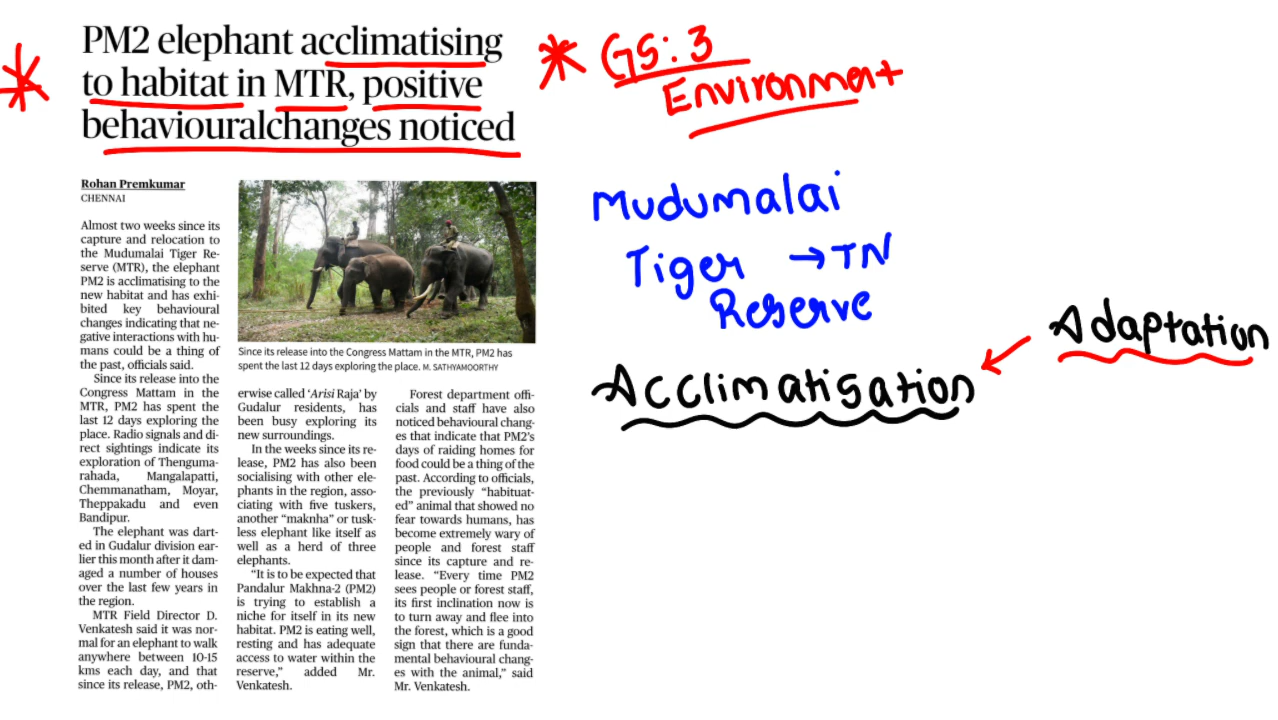 PM2 elephant acclimatising
to habitat in MTR, positive
behaviouralchanges noticed
Rohan Premkumar
CHENNAI
Almost two weeks since its
capture and relocation to
the Mudumalai Tiger Re-
serve (MTR), the elephant
PM2 is acclimatising to the
new habitat and has exhi-
bited key behavioural
changes indicating that ne-
gative interactions with hu-
mans could be a thing of
the past, officials said.
Since its release into the
Congress Mattam in the
MTR, PM2 has spent the
last 12 days exploring the
place. Radio signals and di-
rect sightings indicate its
exploration of Thenguma-
rahada, Mangalapatti,
Chemmanatham, Moyar,
Theppakadu and even
Bandipur.
The elephant was dart-
ed in Gudalur division ear-
lier this month after it dam-
aged a number of houses
over the last few years in
the region.
MTR Field Director D.
Venkatesh said it was nor-
mal for an elephant to walk
anywhere between 10-15
kms each day, and that
since its release, PM2, oth-
Since its release into the Congress Mattam in the MTR, PM2 has
spent the last 12 days exploring the place. M. SATHYAMOORTHY
erwise called ‘Arisi Raja’ by
Gudalur residents, has
been busy exploring its
new surroundings.
In the weeks since its re-
lease, PM2 has also been
socialising with other ele-
phants in the region, asso-
ciating with five tuskers,
another “maknha” or tusk-
less elephant like itself as
well as a herd of three
elephants.
“It is to be expected that
Pandalur Makhna-2 (PM2)
is trying to establish a
niche for itself in its new
habitat. PM2 is eating well,
resting and has adequate
access to water within the
reserve,” added Mr.
Venkatesh.
Forest department offi-
cials and staff have also
noticed behavioural chang-
es that indicate that PM2’s
days of raiding homes for
food could be a thing of the
past. According to officials,
the previously “habituat-
ed” animal that showed no
fear towards humans, has
become extremely wary of
people and forest staff
since its capture and re-
lease. “Every time PM2
sees people or forest staff,
its first inclination now is
to turn away and flee into
the forest, which is a good
sign that there are funda-
mental behavioural chang-
es with the animal,” said
Mr. Venkatesh.
GS: 3
Environment
Mudumalai
Tiger → TN
Reserve
Adaptation
Acclimatisation